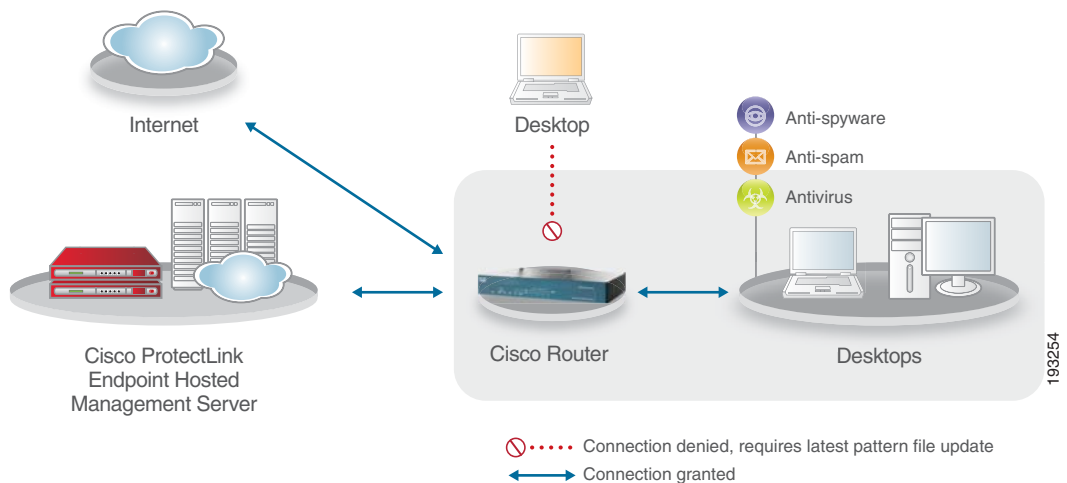 Internet
Desktop
Anti-spyware
Anti-spam
Antivirus
Cisco ProtectLink
Endpoint Hosted
Management Server
Cisco Router
Desktops
193254
Connection denied, requires latest pattern file update
Connection granted